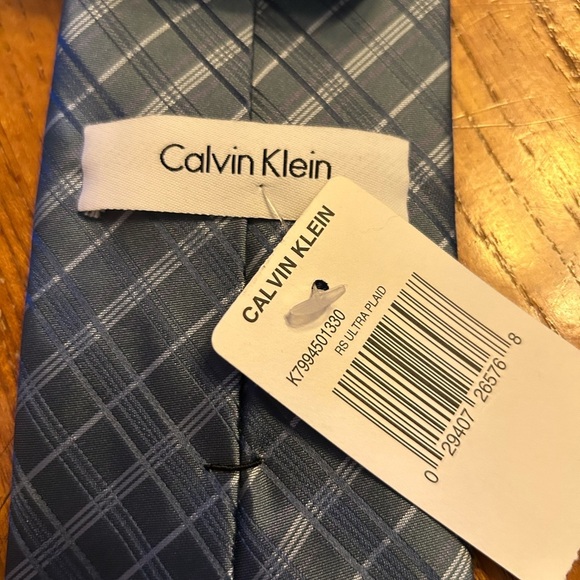 Calvin Klein
CALVIN KLEIN
K7994501330
RS ULTRA PLAID
0 29407 26576 8